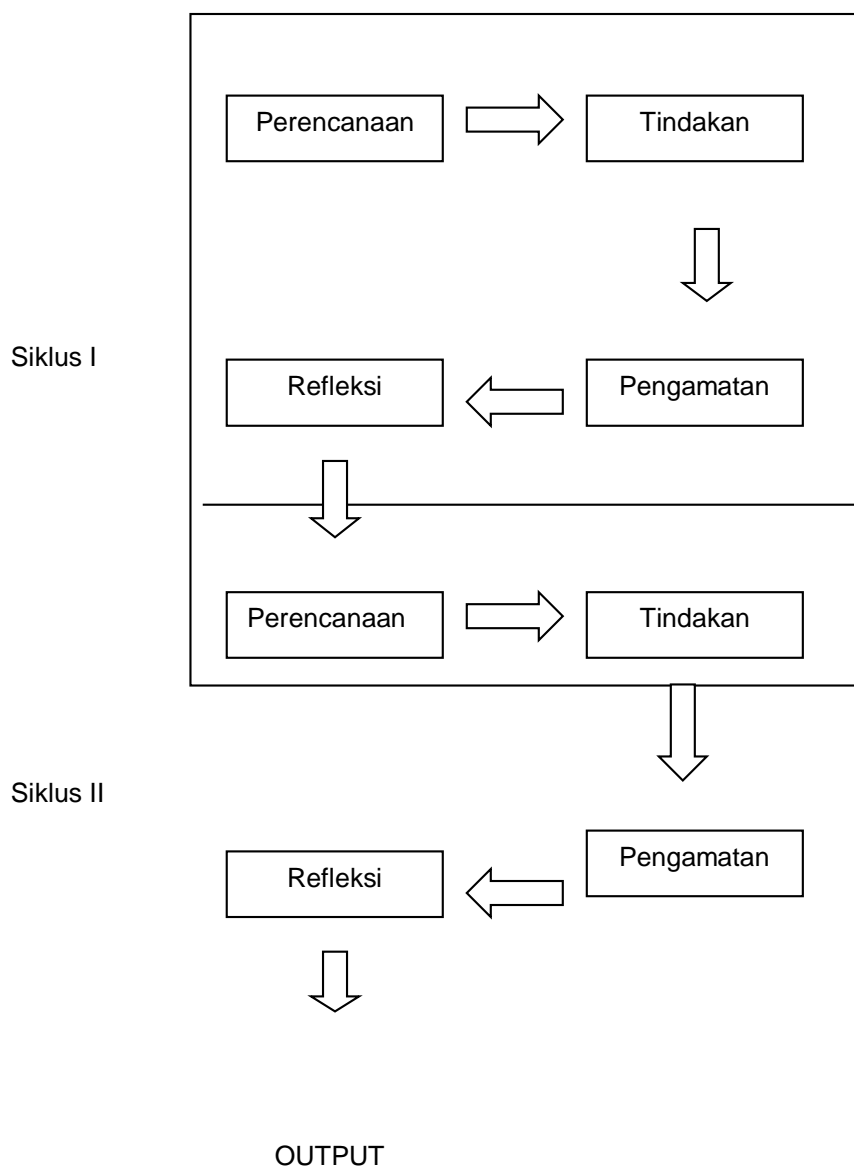 Perencanaan
Tindakan
Siklus I
Refleksi
Pengamatan
Perencanaan
Tindakan
Siklus II
Pengamatan
Refleksi
OUTPUT